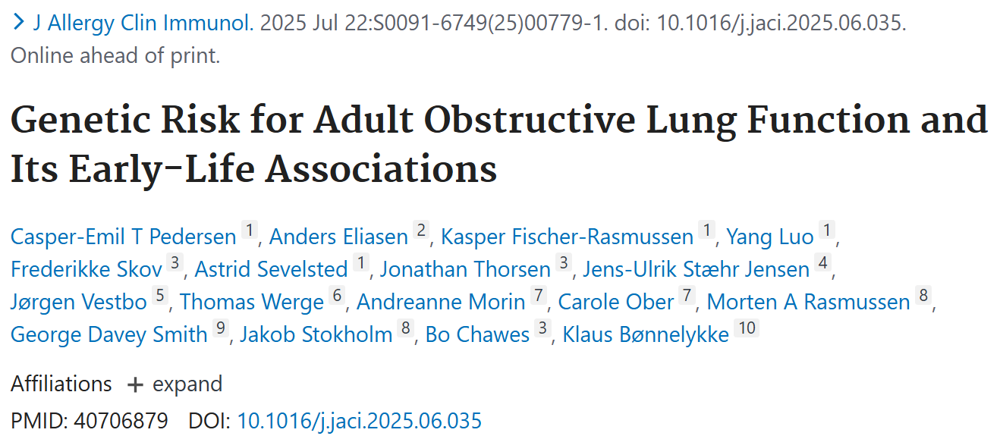 > J Allergy Clin Immunol. 2025 Jul 22:S0091-6749(25)00779-1. doi: 10.1016/j.jaci.2025.06.035.
Online ahead of print.
Genetic Risk for Adult Obstructive Lung Function and
Its Early-Life Associations
Casper-Emil T Pedersen 1, Anders Eliasen 2, Kasper Fischer-Rasmussen 1, Yang Luo 1,
Frederikke Skov 3, Astrid Sevelsted 1, Jonathan Thorsen 3, Jens-Ulrik Stæhr Jensen 4,
Jørgen Vestbo 5, Thomas Werge 6, Andreanne Morin 7, Carole Ober 7, Morten A Rasmussen 8,
George Davey Smith 9, Jakob Stokholm 8, Bo Chawes 3, Klaus Bønnelykke 10
Affiliations + expand
PMID: 40706879 DOI: 10.1016/j.jaci.2025.06.035